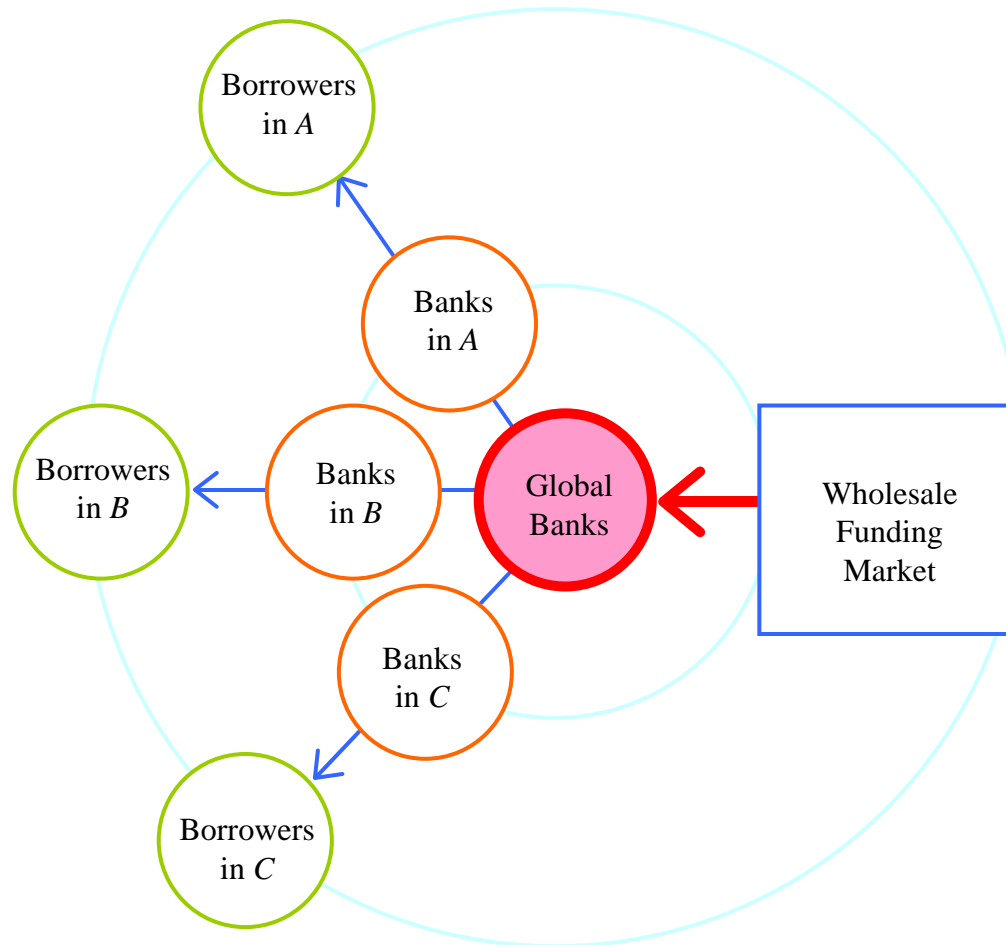 Borrowers
in A
Banks
in A
Borrowers
in B
Banks
in B
Global
Banks
Wholesale
Funding
Market
Banks
in C
Borrowers
in C